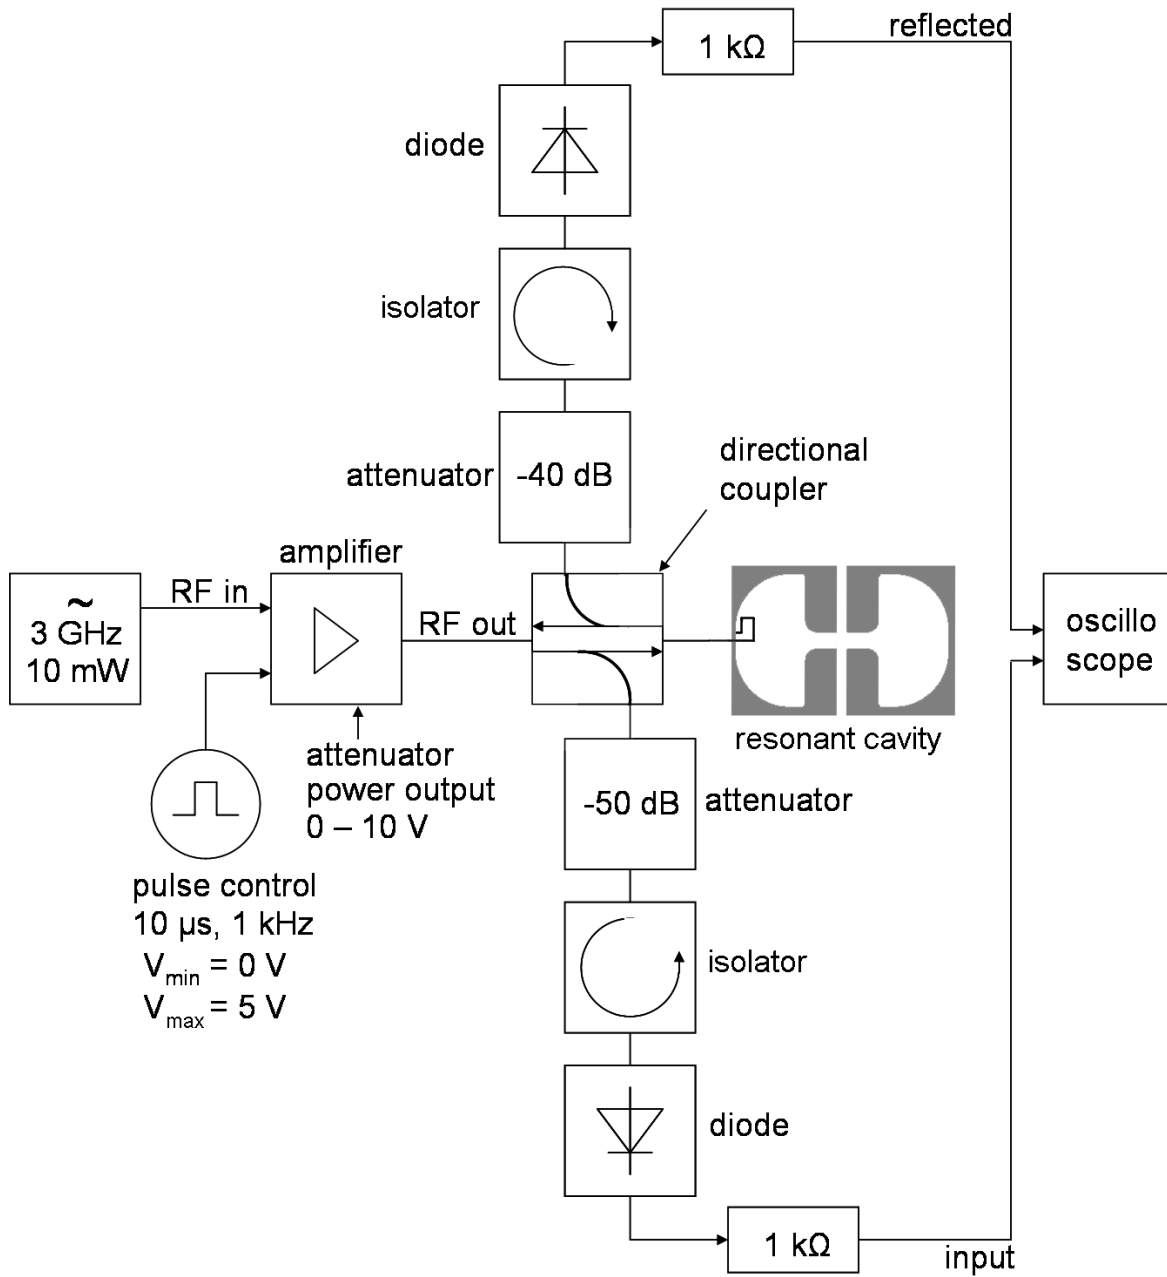 reflected
1 kΩ
diode
isolator
attenuator
-40 dB
directional
coupler
amplifier
RF in
~
3 GHz
10 mW
RF out
oscillo
scope
resonant cavity
attenuator
power output
0 – 10 V
-50 dB
attenuator
pulse control
10 µs, 1 kHz
Vmin = 0 V
Vmax = 5 V
isolator
diode
1 kΩ
input